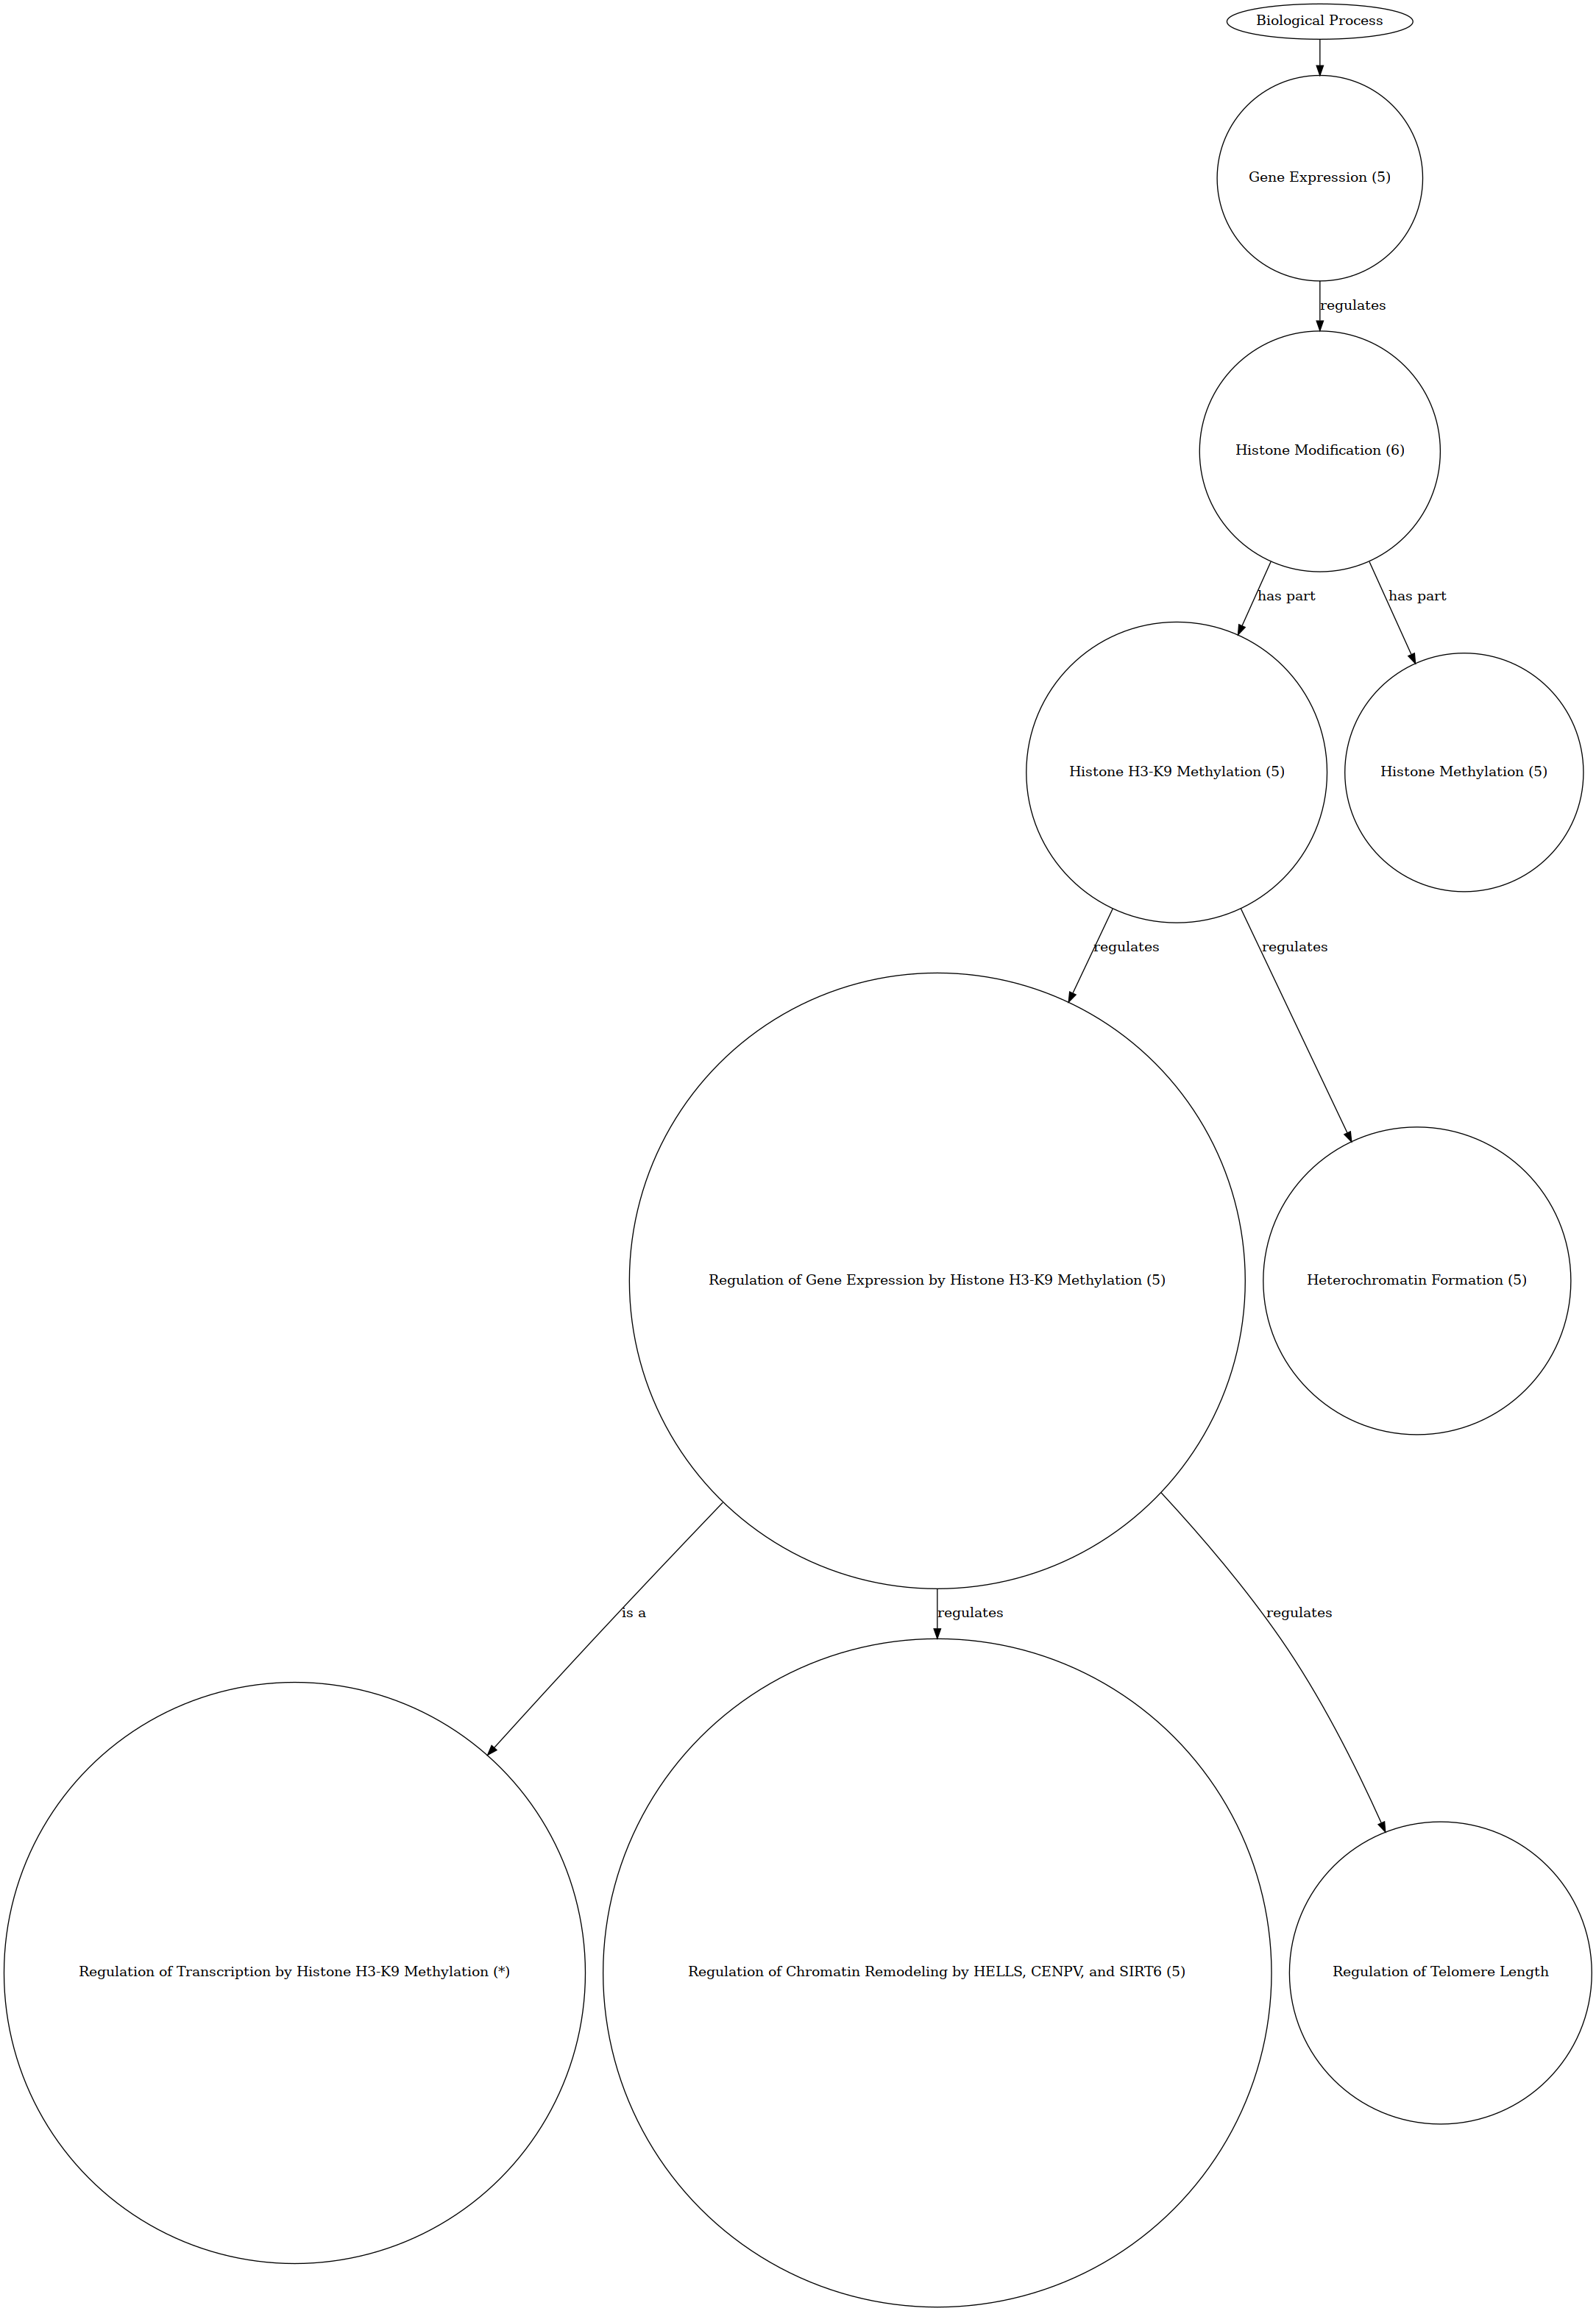 Biological Process
Gene Expression (5)
regulates
Histone Modification (6)
has part
has part
Histone H3-K9 Methylation (5)
Histone Methylation (5)
regulates
regulates
Regulation of Gene Expression by Histone H3-K9 Methylation (5)
Heterochromatin Formation (5)
is a
regulates
regulates
Regulation of Transcription by Histone H3-K9 Methylation (*)
Regulation of Chromatin Remodeling by HELLS, CENPV, and SIRT6 (5)
Regulation of Telomere Length